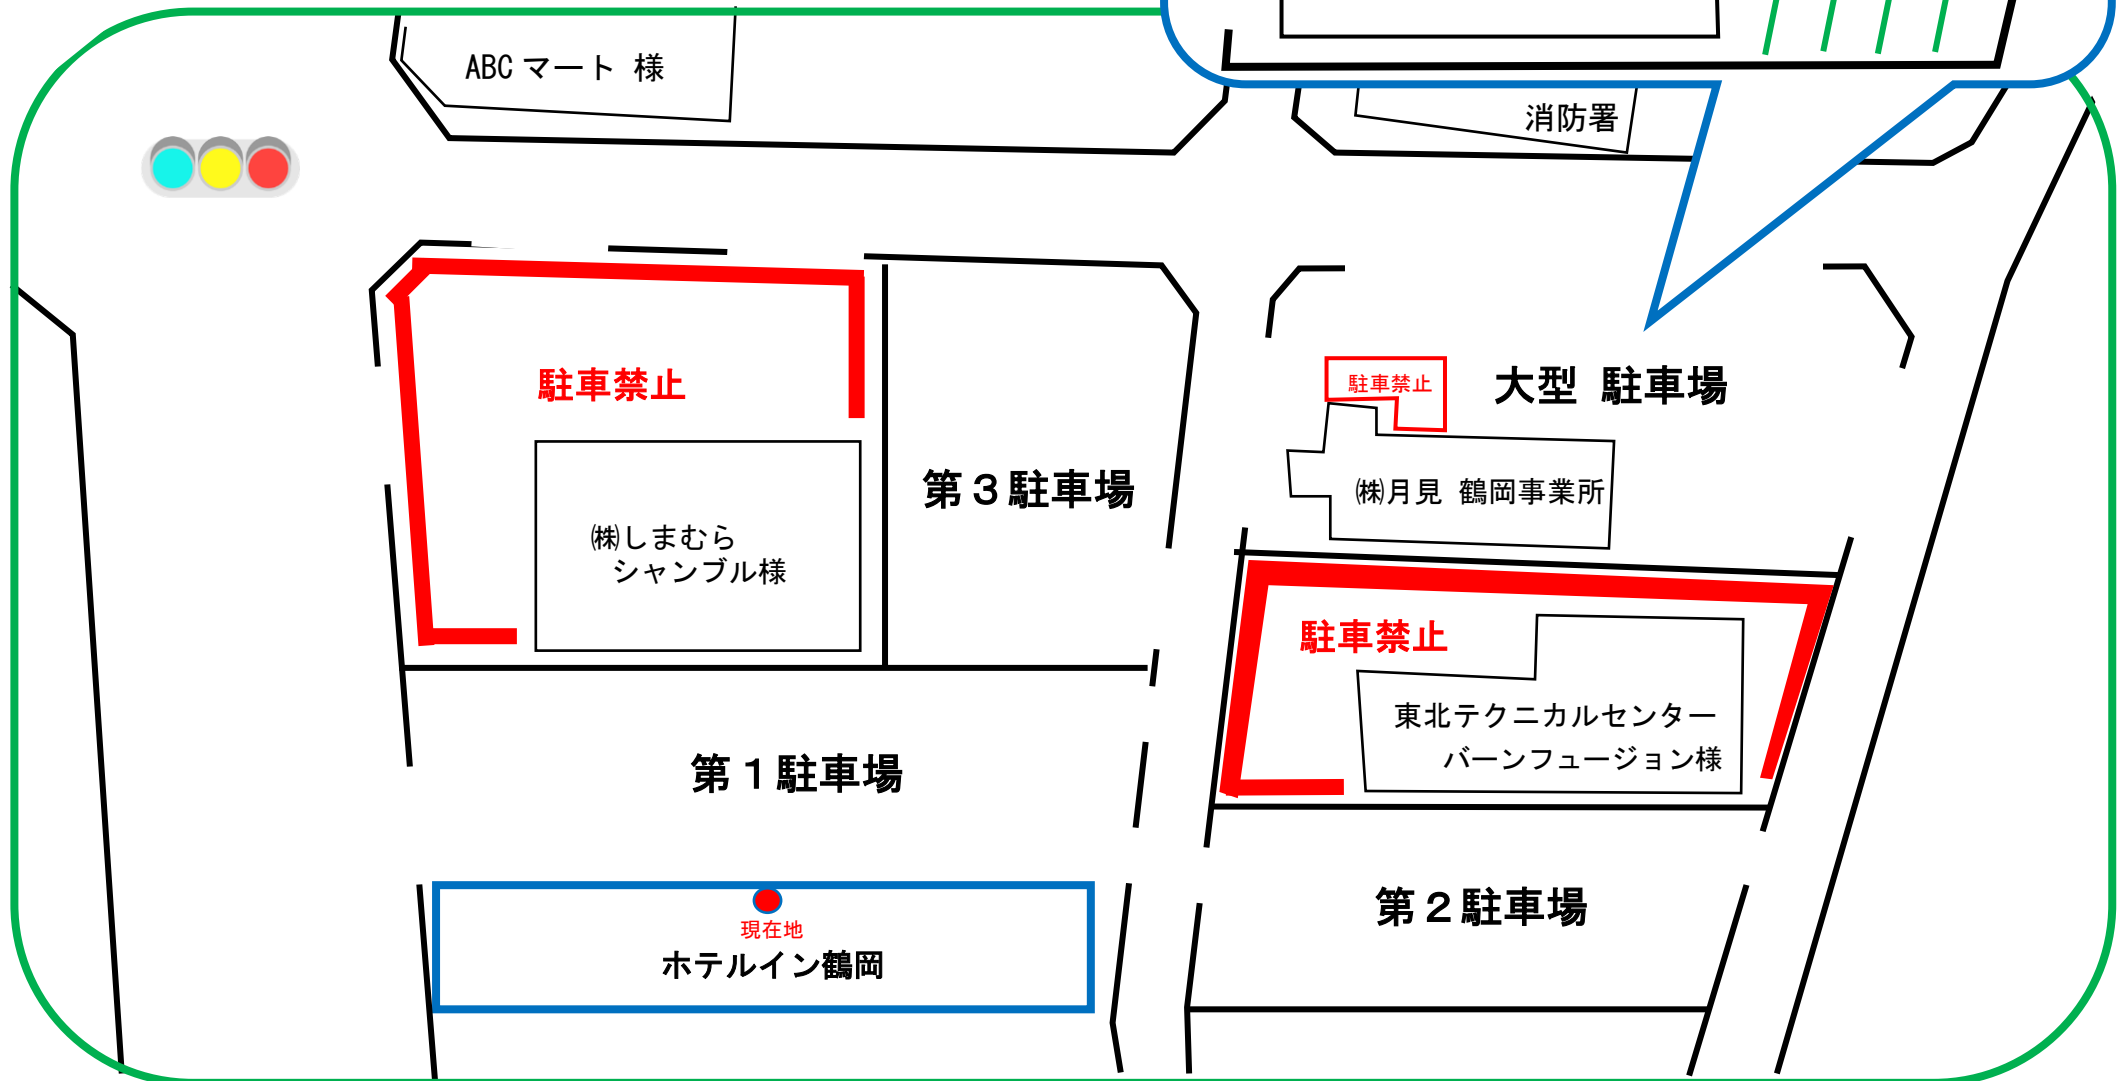 ABC マート 様
消防署
駐車禁止
駐車禁止
大型 駐車場
第３駐車場
㈱月見 鶴岡事業所
㈱しまむら
シャンブル様
駐車禁止
東北テクニカルセンター
バーンフュージョン様
第１駐車場
第２駐車場
現在地
ホテルイン鶴岡